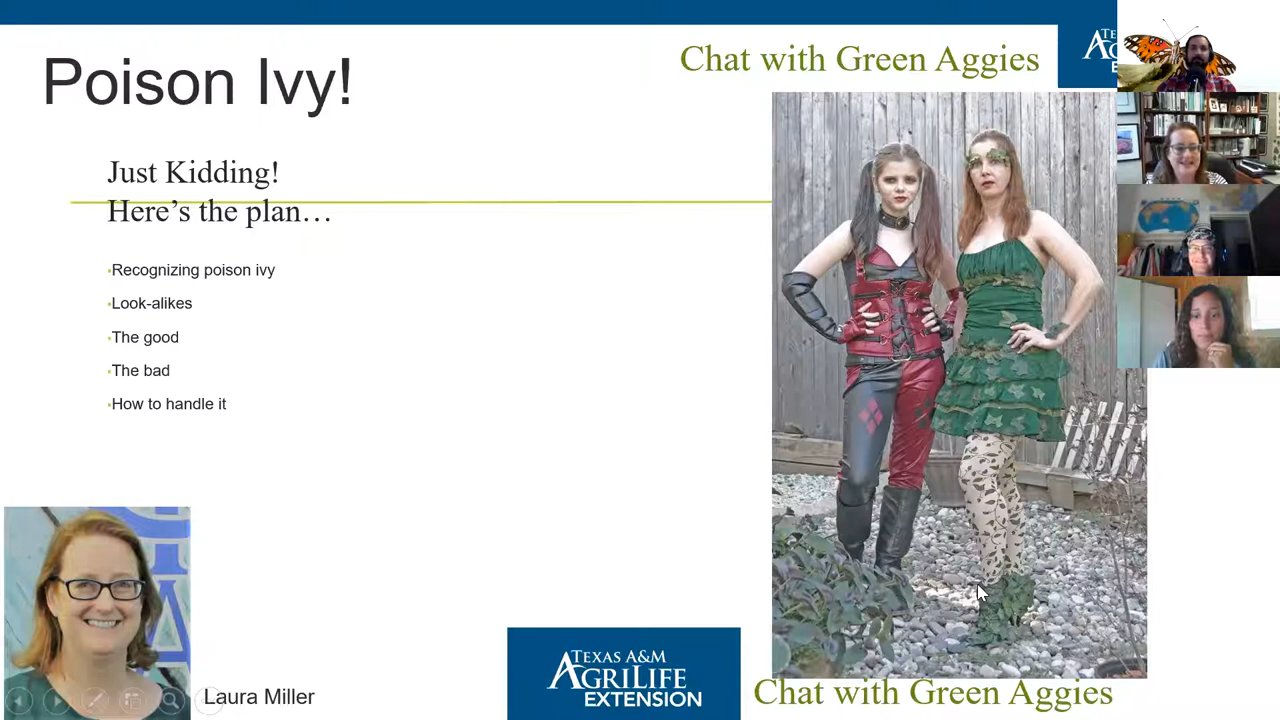 Poison Ivy!
Chat with Green Aggies
Just Kidding!
Here's the plan…
•Recognizing poison ivy
•Look-alikes
•The good
•The bad
•How to handle it
Laura Miller
TEXAS A&M
AGRILIFE
EXTENSION
Chat with Green Aggies